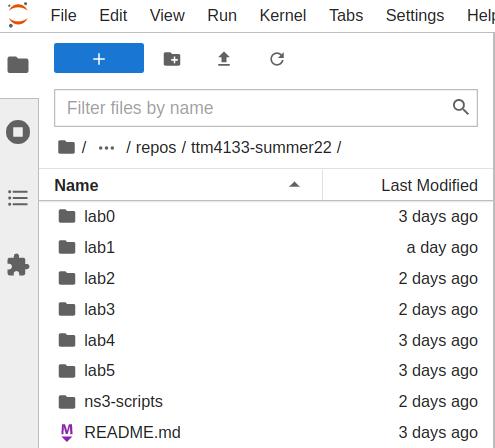 File Edit View Run Kernel Tabs Settings Help
+
Filter files by name
/ ··· / repos / ttm4133-summer22 /
Name Last Modified
lab0 3 days ago
lab1 a day ago
lab2 2 days ago
lab3 2 days ago
lab4 3 days ago
lab5 3 days ago
ns3-scripts 2 days ago
README.md 3 days ago